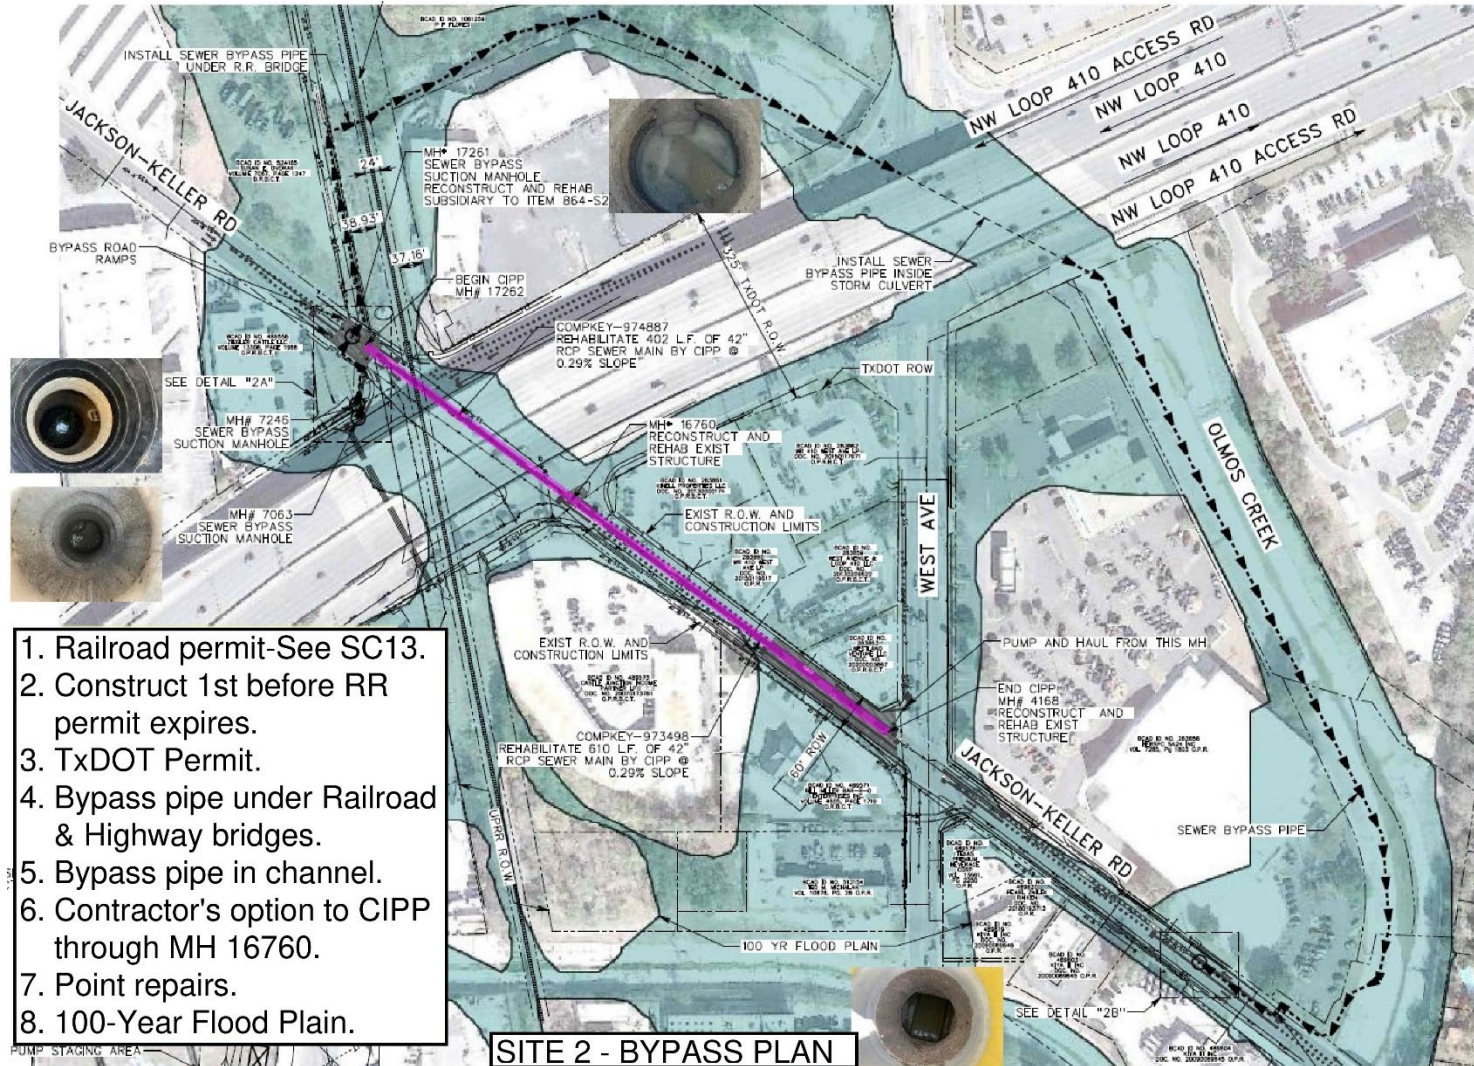 BCAD ID NO. 1061239
P F FLORES
INSTALL SEWER BYPASS PIPE
UNDER R.R. BRIDGE
NW LOOP 410 ACCESS RD
NW LOOP 410
NW LOOP 410
NW LOOP 410 ACCESS RD
JACKSON-KELLER RD
24'
38.93'
37.16'
MH# 17261
SEWER BYPASS
SUCTION MANHOLE
RECONSTRUCT AND REHAB
SUBSIDIARY TO ITEM 864-S2
BYPASS ROAD
RAMPS
BEGIN CIPP
MH# 17262
325' TXDOT R.O.W.
INSTALL SEWER
BYPASS PIPE INSIDE
STORM CULVERT
COMPKEY-974887
REHABILITATE 402 L.F. OF 42"
RCP SEWER MAIN BY CIPP @
0.29% SLOPE
TXDOT ROW
SEE DETAIL "2A"
MH# 7246
SEWER BYPASS
SUCTION MANHOLE
MH# 16760
RECONSTRUCT AND
REHAB EXIST
STRUCTURE
EXIST R.O.W. AND
CONSTRUCTION LIMITS
OLMOS CREEK
MH# 7063
SEWER BYPASS
SUCTION MANHOLE
WEST AVE
EXIST R.O.W. AND
CONSTRUCTION LIMITS
PUMP AND HAUL FROM THIS MH
END CIPP
MH# 4168
RECONSTRUCT AND
REHAB EXIST
STRUCTURE
COMPKEY-973498
REHABILITATE 610 L.F. OF 42"
RCP SEWER MAIN BY CIPP @
0.29% SLOPE
60' ROW
JACKSON-KELLER RD
SEWER BYPASS PIPE
UPRR R.O.W.
100 YR FLOOD PLAIN
SEE DETAIL "2B"
1. Railroad permit-See SC13.
2. Construct 1st before RR
permit expires.
3. TxDOT Permit.
4. Bypass pipe under Railroad
& Highway bridges.
5. Bypass pipe in channel.
6. Contractor's option to CIPP
through MH 16760.
7. Point repairs.
8. 100-Year Flood Plain.
PUMP STAGING AREA
SITE 2 - BYPASS PLAN